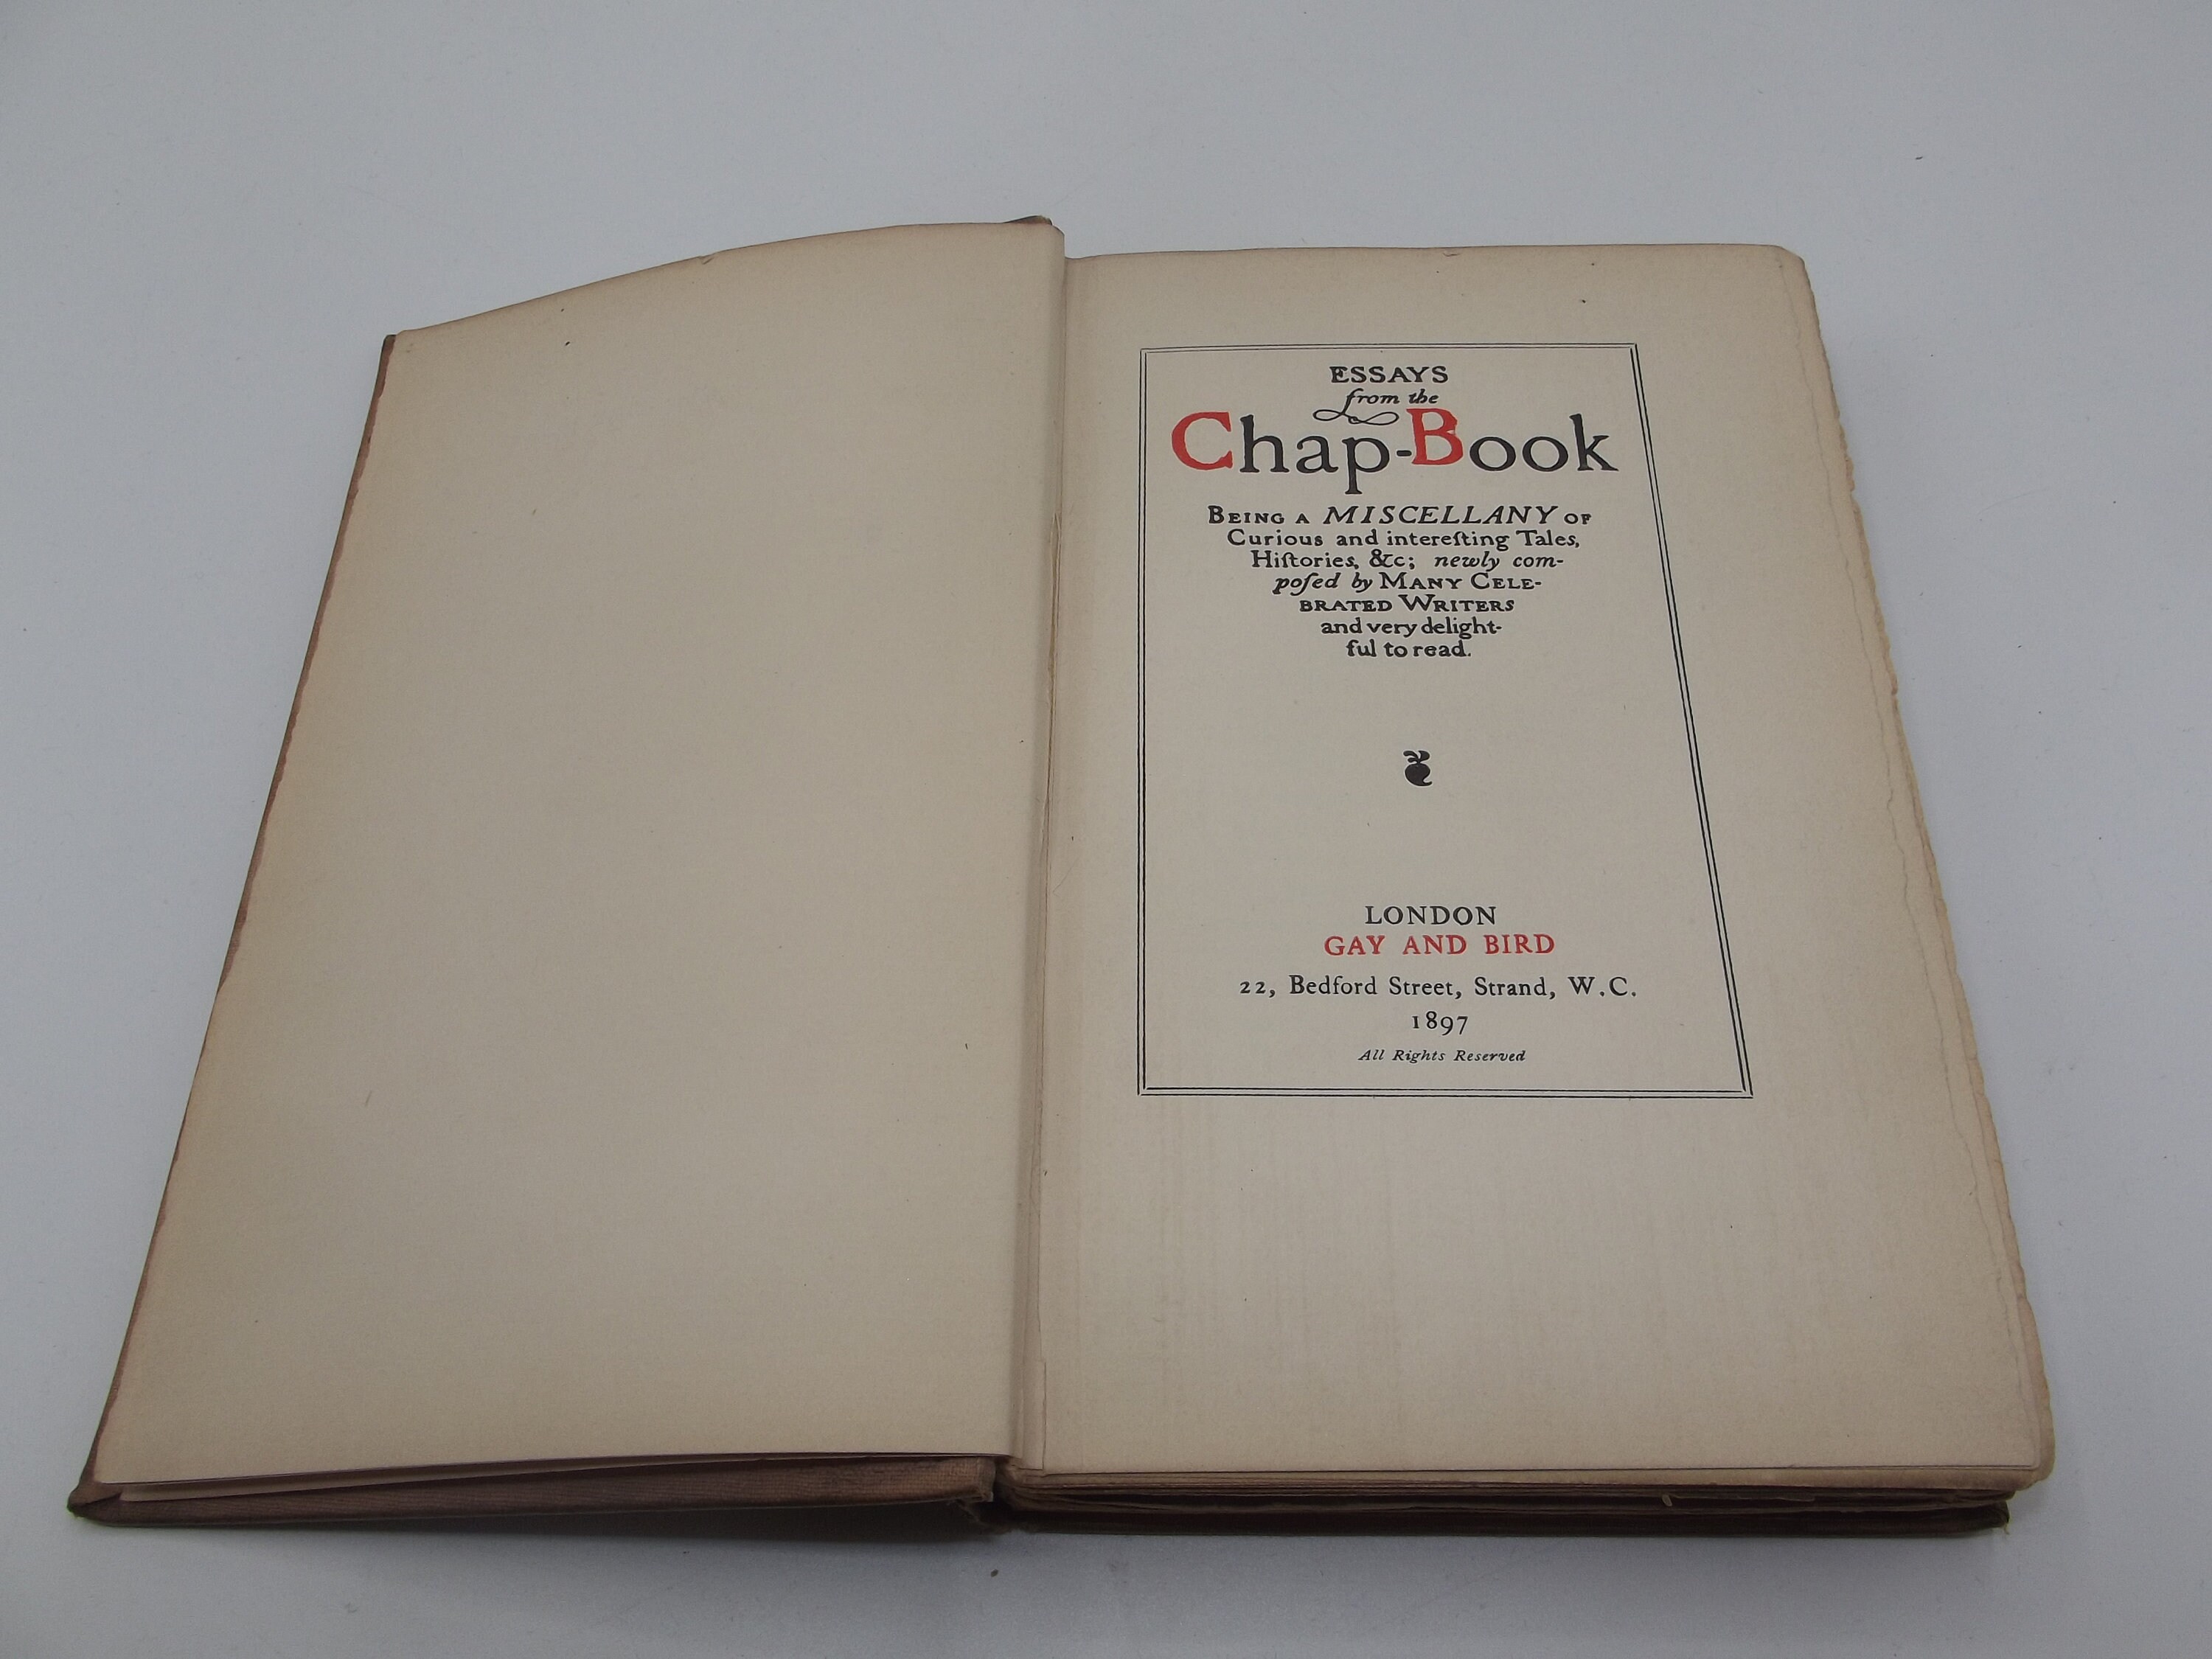 ESSAYS
from the
Chap-Book
BEING A MISCELLANY OF
Curious and intereſting Tales,
Hiſtories, &c; newly com-
poſed by MANY CELE-
BRATED WRITERS
and very delight-
ful to read.
LONDON
GAY AND BIRD
22, Bedford Street, Strand, W.C.
1897
All Rights Reserved